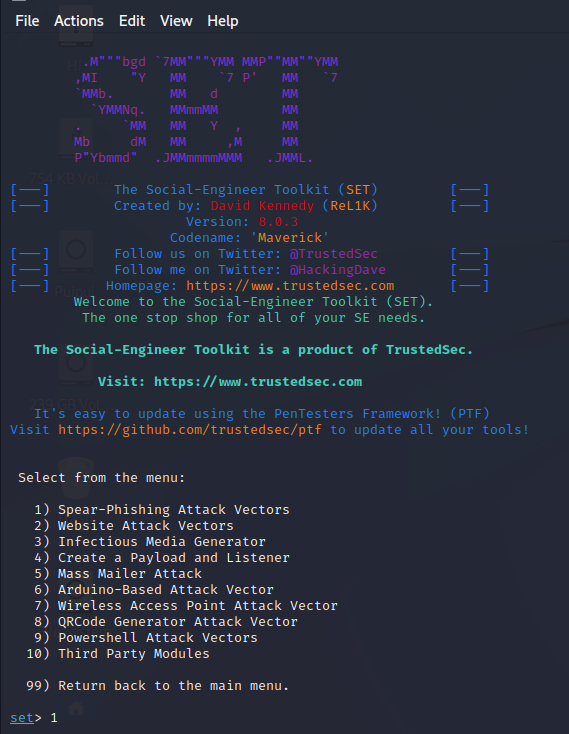 File Actions Edit View Help
.M"""bgd `7MM"""YMM MMP""MM""YMM
,MI "Y MM `7 P' MM `7
`MMb. MM d MM
`YMMNq. MMmmMM MM
. `MM MM Y , MM
Mb dM MM ,M MM
P"Ybmmd" .JMMmmmmMMM .JMML.
[---] The Social-Engineer Toolkit (SET) [---]
[---] Created by: David Kennedy (ReL1K) [---]
Version: 8.0.3
Codename: 'Maverick'
[---] Follow us on Twitter: @TrustedSec [---]
[---] Follow me on Twitter: @HackingDave [---]
[---] Homepage: https://www.trustedsec.com [---]
Welcome to the Social-Engineer Toolkit (SET).
The one stop shop for all of your SE needs.
The Social-Engineer Toolkit is a product of TrustedSec.
Visit: https://www.trustedsec.com
It's easy to update using the PenTesters Framework! (PTF)
Visit https://github.com/trustedsec/ptf to update all your tools!
Select from the menu:
1) Spear-Phishing Attack Vectors
2) Website Attack Vectors
3) Infectious Media Generator
4) Create a Payload and Listener
5) Mass Mailer Attack
6) Arduino-Based Attack Vector
7) Wireless Access Point Attack Vector
8) QRCode Generator Attack Vector
9) Powershell Attack Vectors
10) Third Party Modules
99) Return back to the main menu.
set> 1